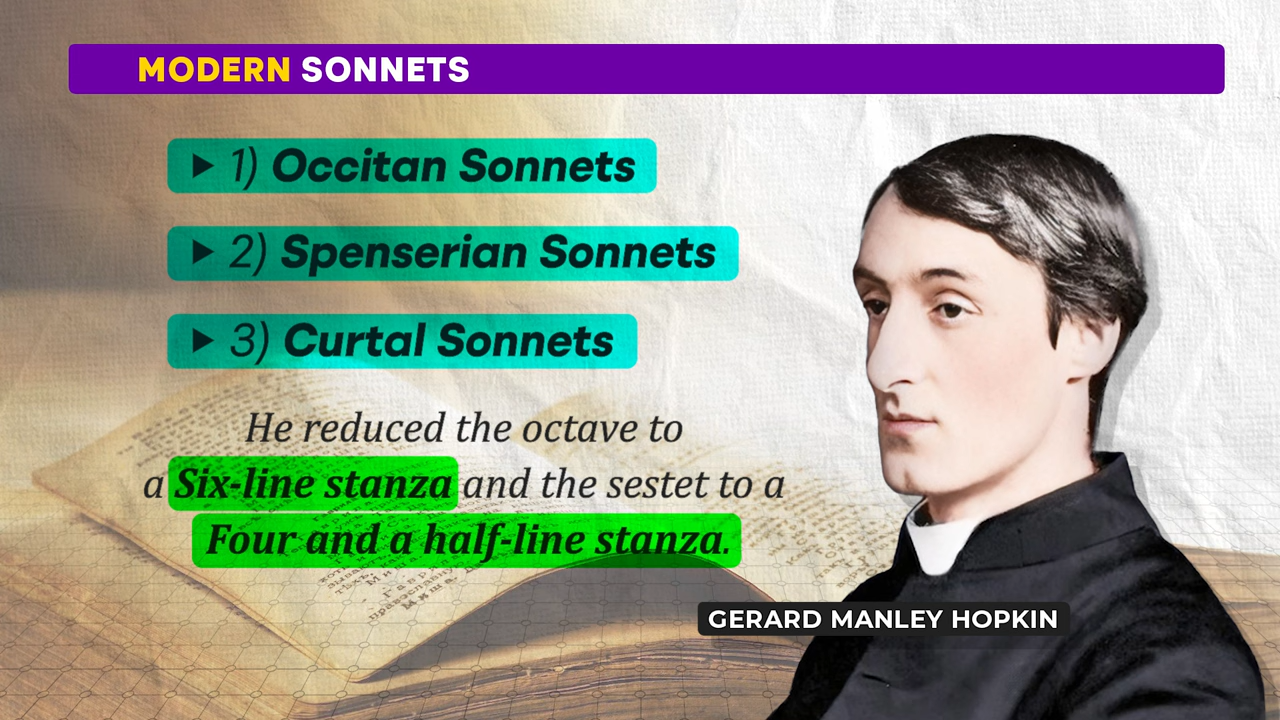 MODERN SONNETS
▶ 1) Occitan Sonnets
▶ 2) Spenserian Sonnets
▶ 3) Curtal Sonnets
He reduced the octave to
a Six-line stanza and the sestet to a
Four and a half-line stanza.
GERARD MANLEY HOPKIN